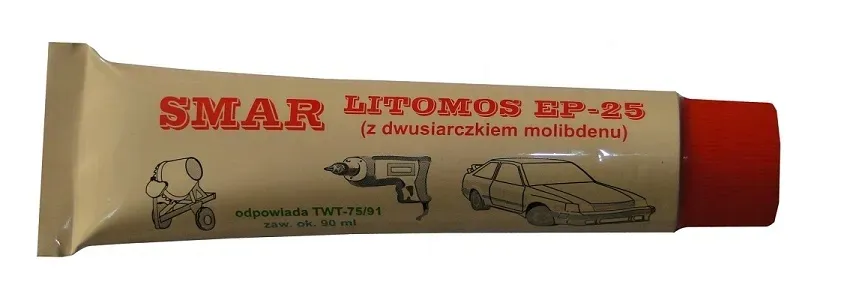 SMAR LITOMOS EP-25
(z dwusiarczkiem molibdenu)
odpowiada TWT-75/91
zaw. ok. 90 ml